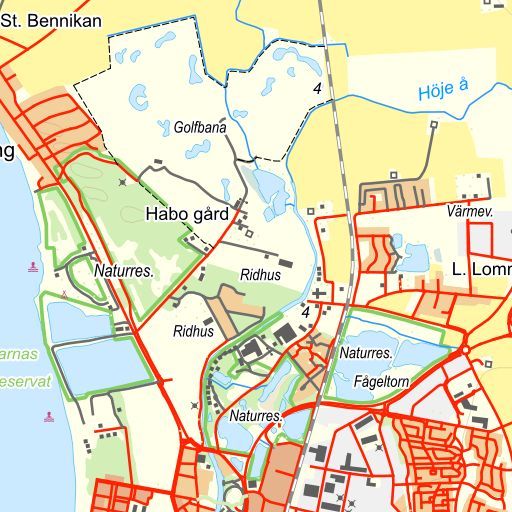 St. Bennikan
4
Höje å
Golfbana
ng
Habo gård
Värmev.
Naturres.
Ridhus
L. Lomm
4
Ridhus
Naturres.
arnas
eservat
Fågeltorn
Naturres.